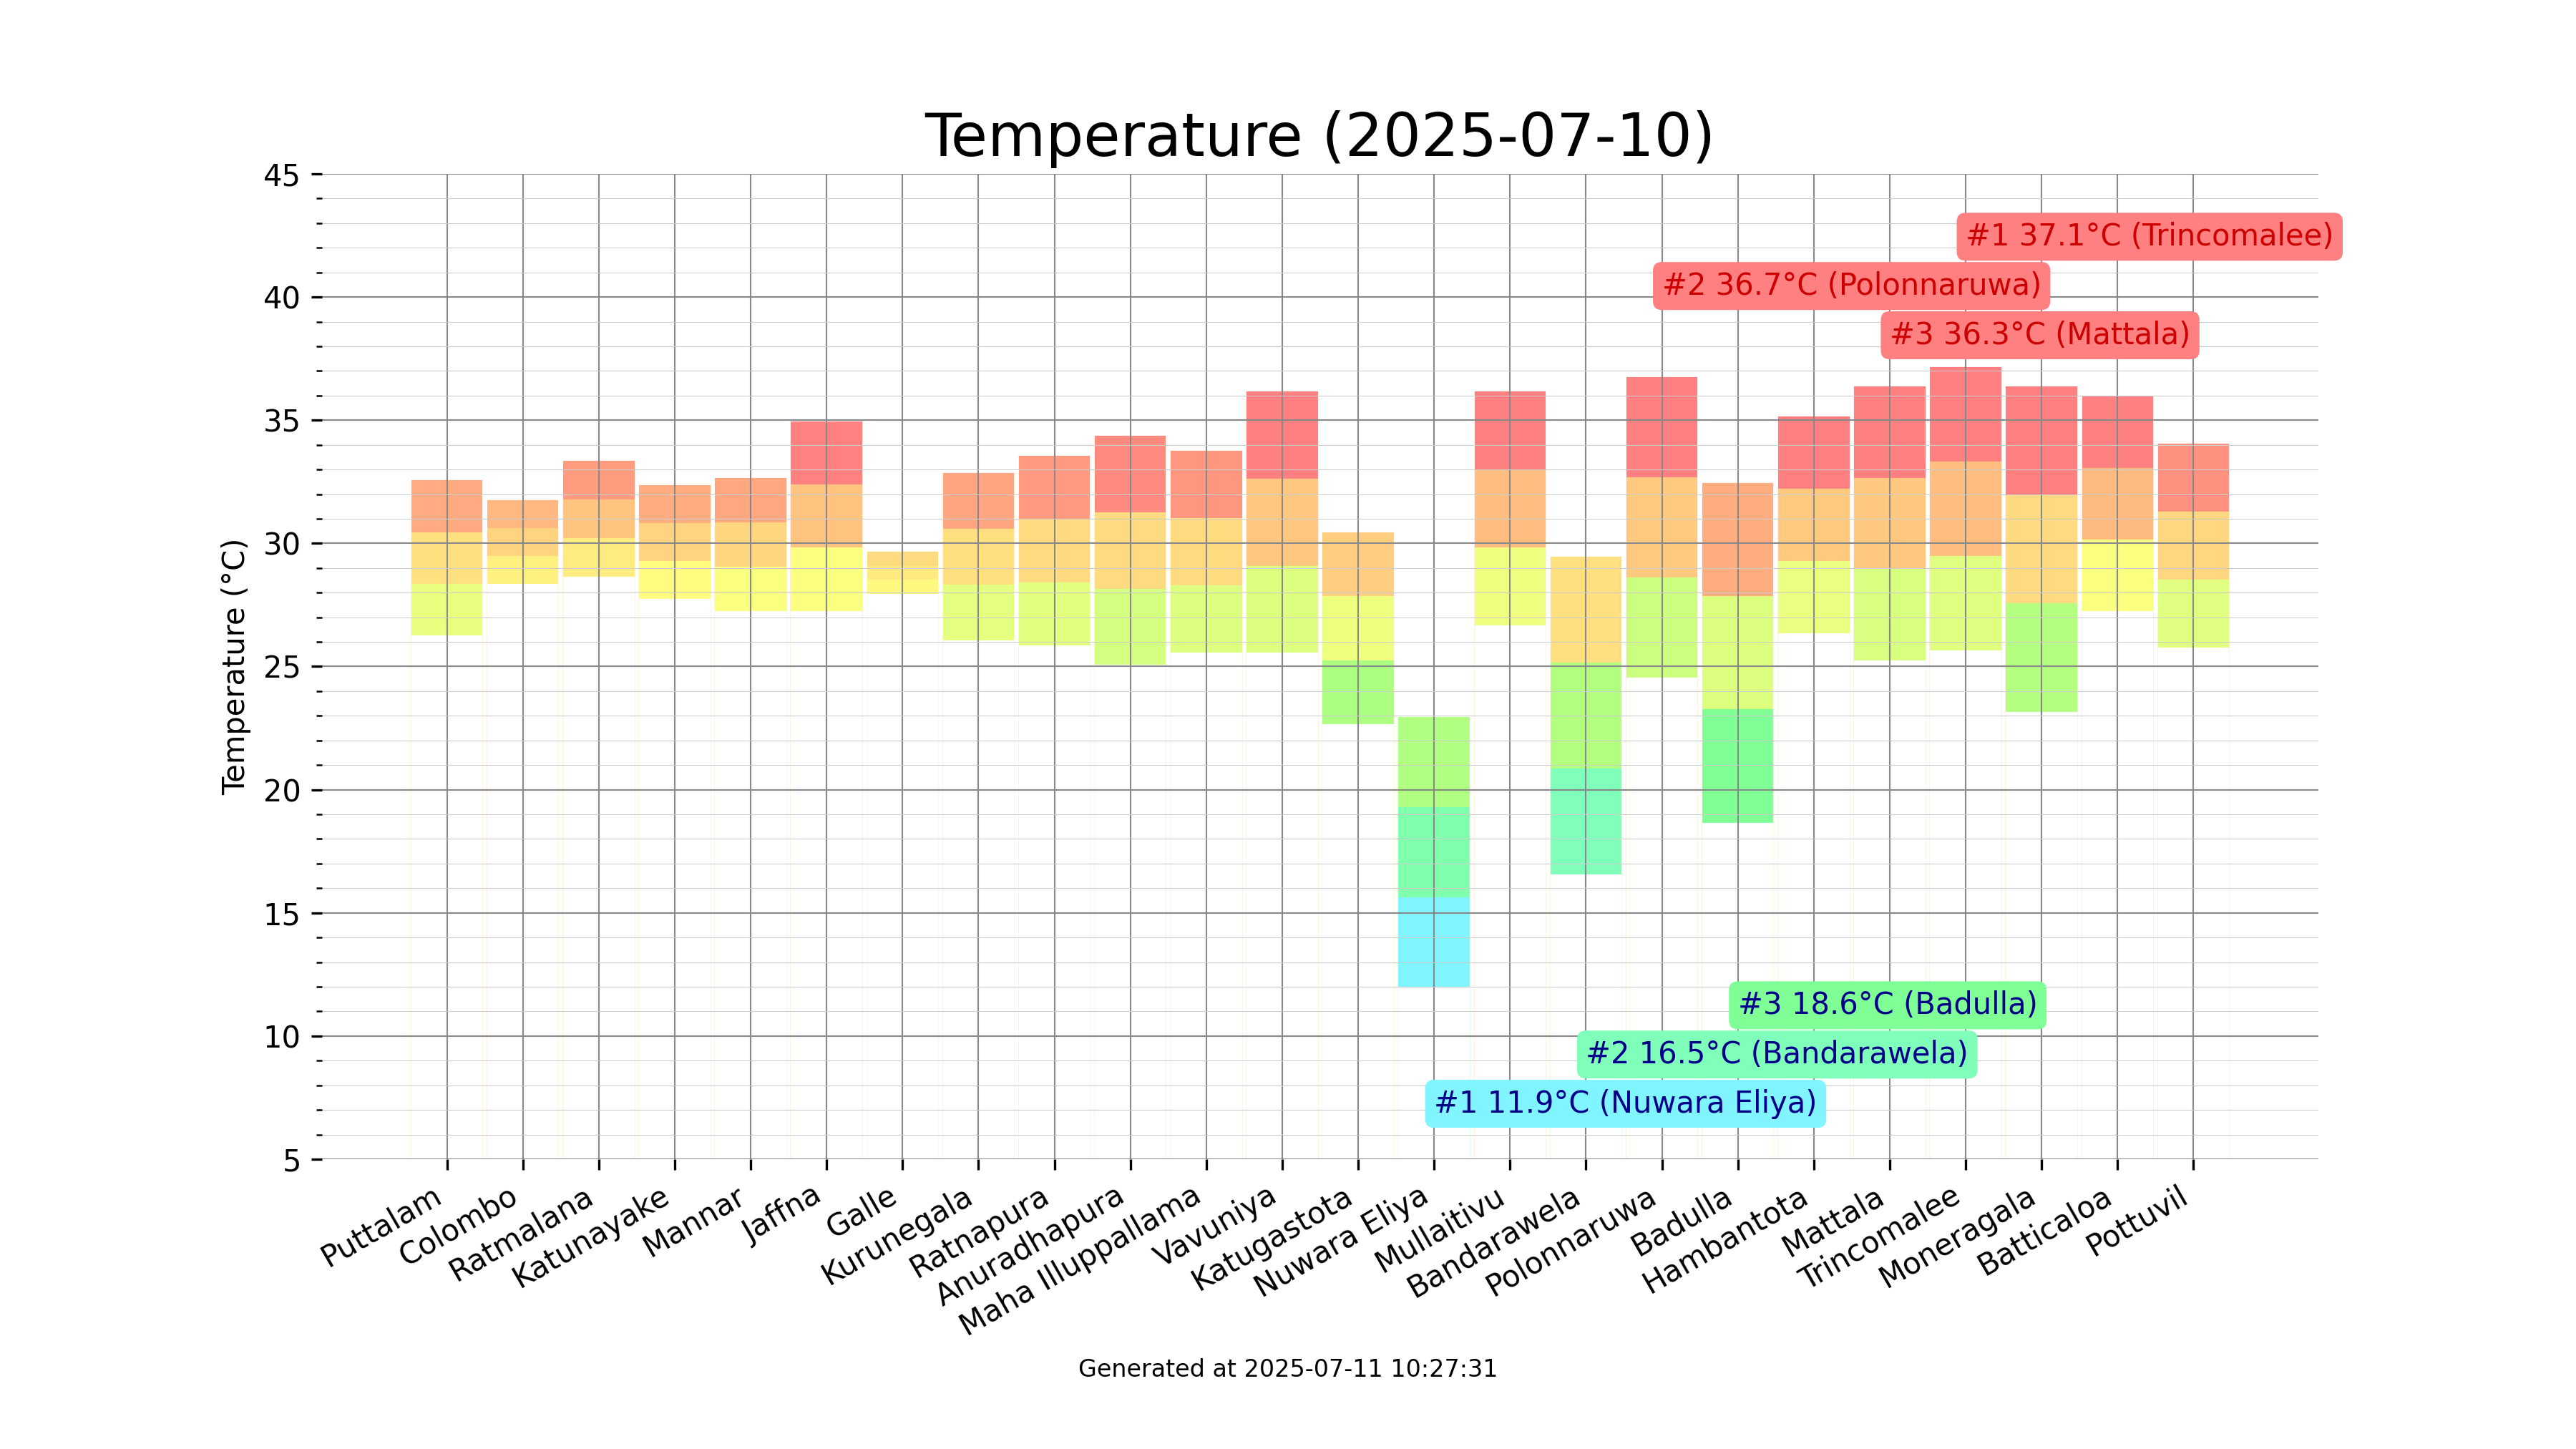 Temperature (2025-07-10)
45
40
35
30
25
20
15
10
5
Temperature (°C)
#1 37.1°C (Trincomalee)
#2 36.7°C (Polonnaruwa)
#3 36.3°C (Mattala)
#3 18.6°C (Badulla)
#2 16.5°C (Bandarawela)
#1 11.9°C (Nuwara Eliya)
Puttalam
Colombo
Ratmalana
Katunayake
Mannar
Jaffna
Galle
Kurunegala
Ratnapura
Anuradhapura
Maha Illuppallama
Vavuniya
Katugastota
Nuwara Eliya
Mullaitivu
Bandarawela
Polonnaruwa
Badulla
Hambantota
Mattala
Trincomalee
Moneragala
Batticaloa
Pottuvil
Generated at 2025-07-11 10:27:31